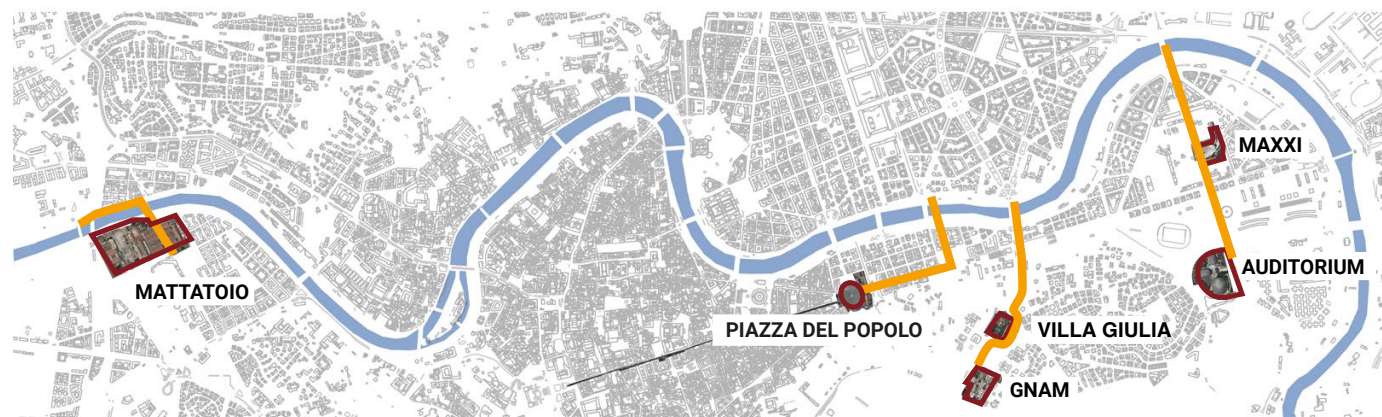 MAXXI
AUDITORIUM
MATTATOIO
PIAZZA DEL POPOLO
VILLA GIULIA
GNAM